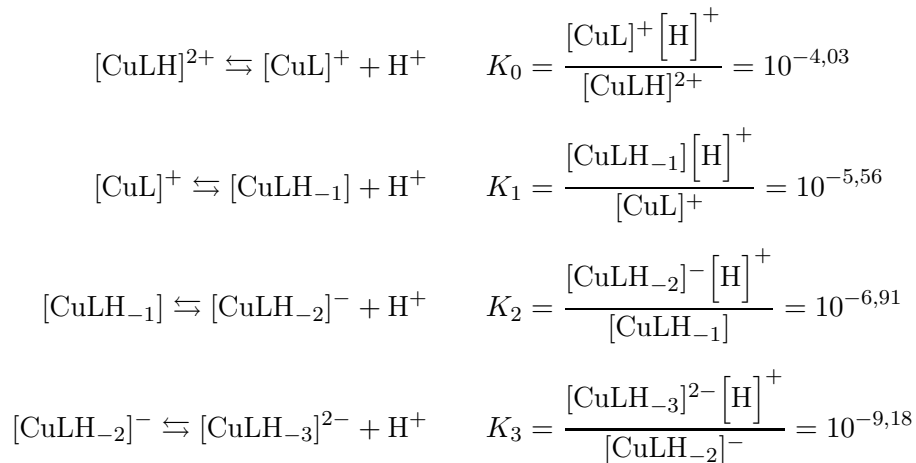 [CuLH]²⁺ ⇆ [CuL]⁺ + H⁺ K₀ = [CuL]⁺[H]⁺ / [CuLH]²⁺ = 10⁻⁴,⁰³
[CuL]⁺ ⇆ [CuLH₋₁] + H⁺ K₁ = [CuLH₋₁][H]⁺ / [CuL]⁺ = 10⁻⁵,⁵⁶
[CuLH₋₁] ⇆ [CuLH₋₂]⁻ + H⁺ K₂ = [CuLH₋₂]⁻[H]⁺ / [CuLH₋₁] = 10⁻⁶,⁹¹
[CuLH₋₂]⁻ ⇆ [CuLH₋₃]²⁻ + H⁺ K₃ = [CuLH₋₃]²⁻[H]⁺ / [CuLH₋₂]⁻ = 10⁻⁹,¹⁸